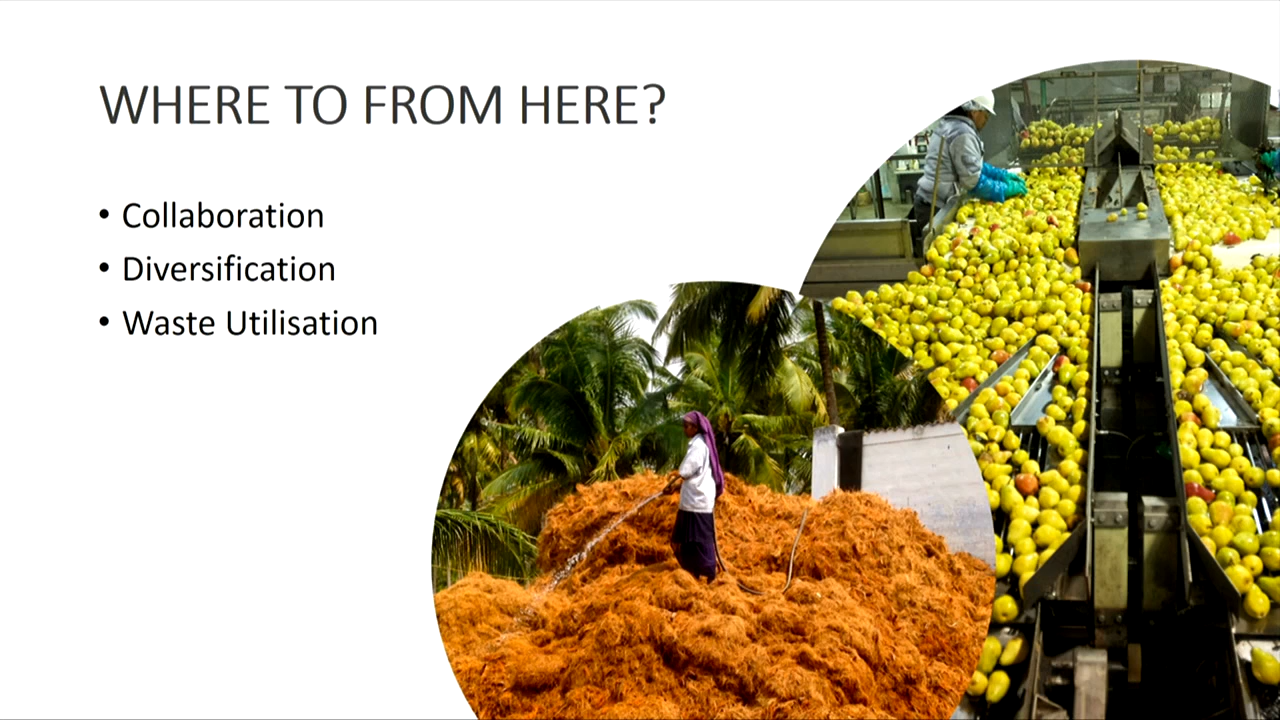 WHERE TO FROM HERE?
• Collaboration
• Diversification
• Waste Utilisation